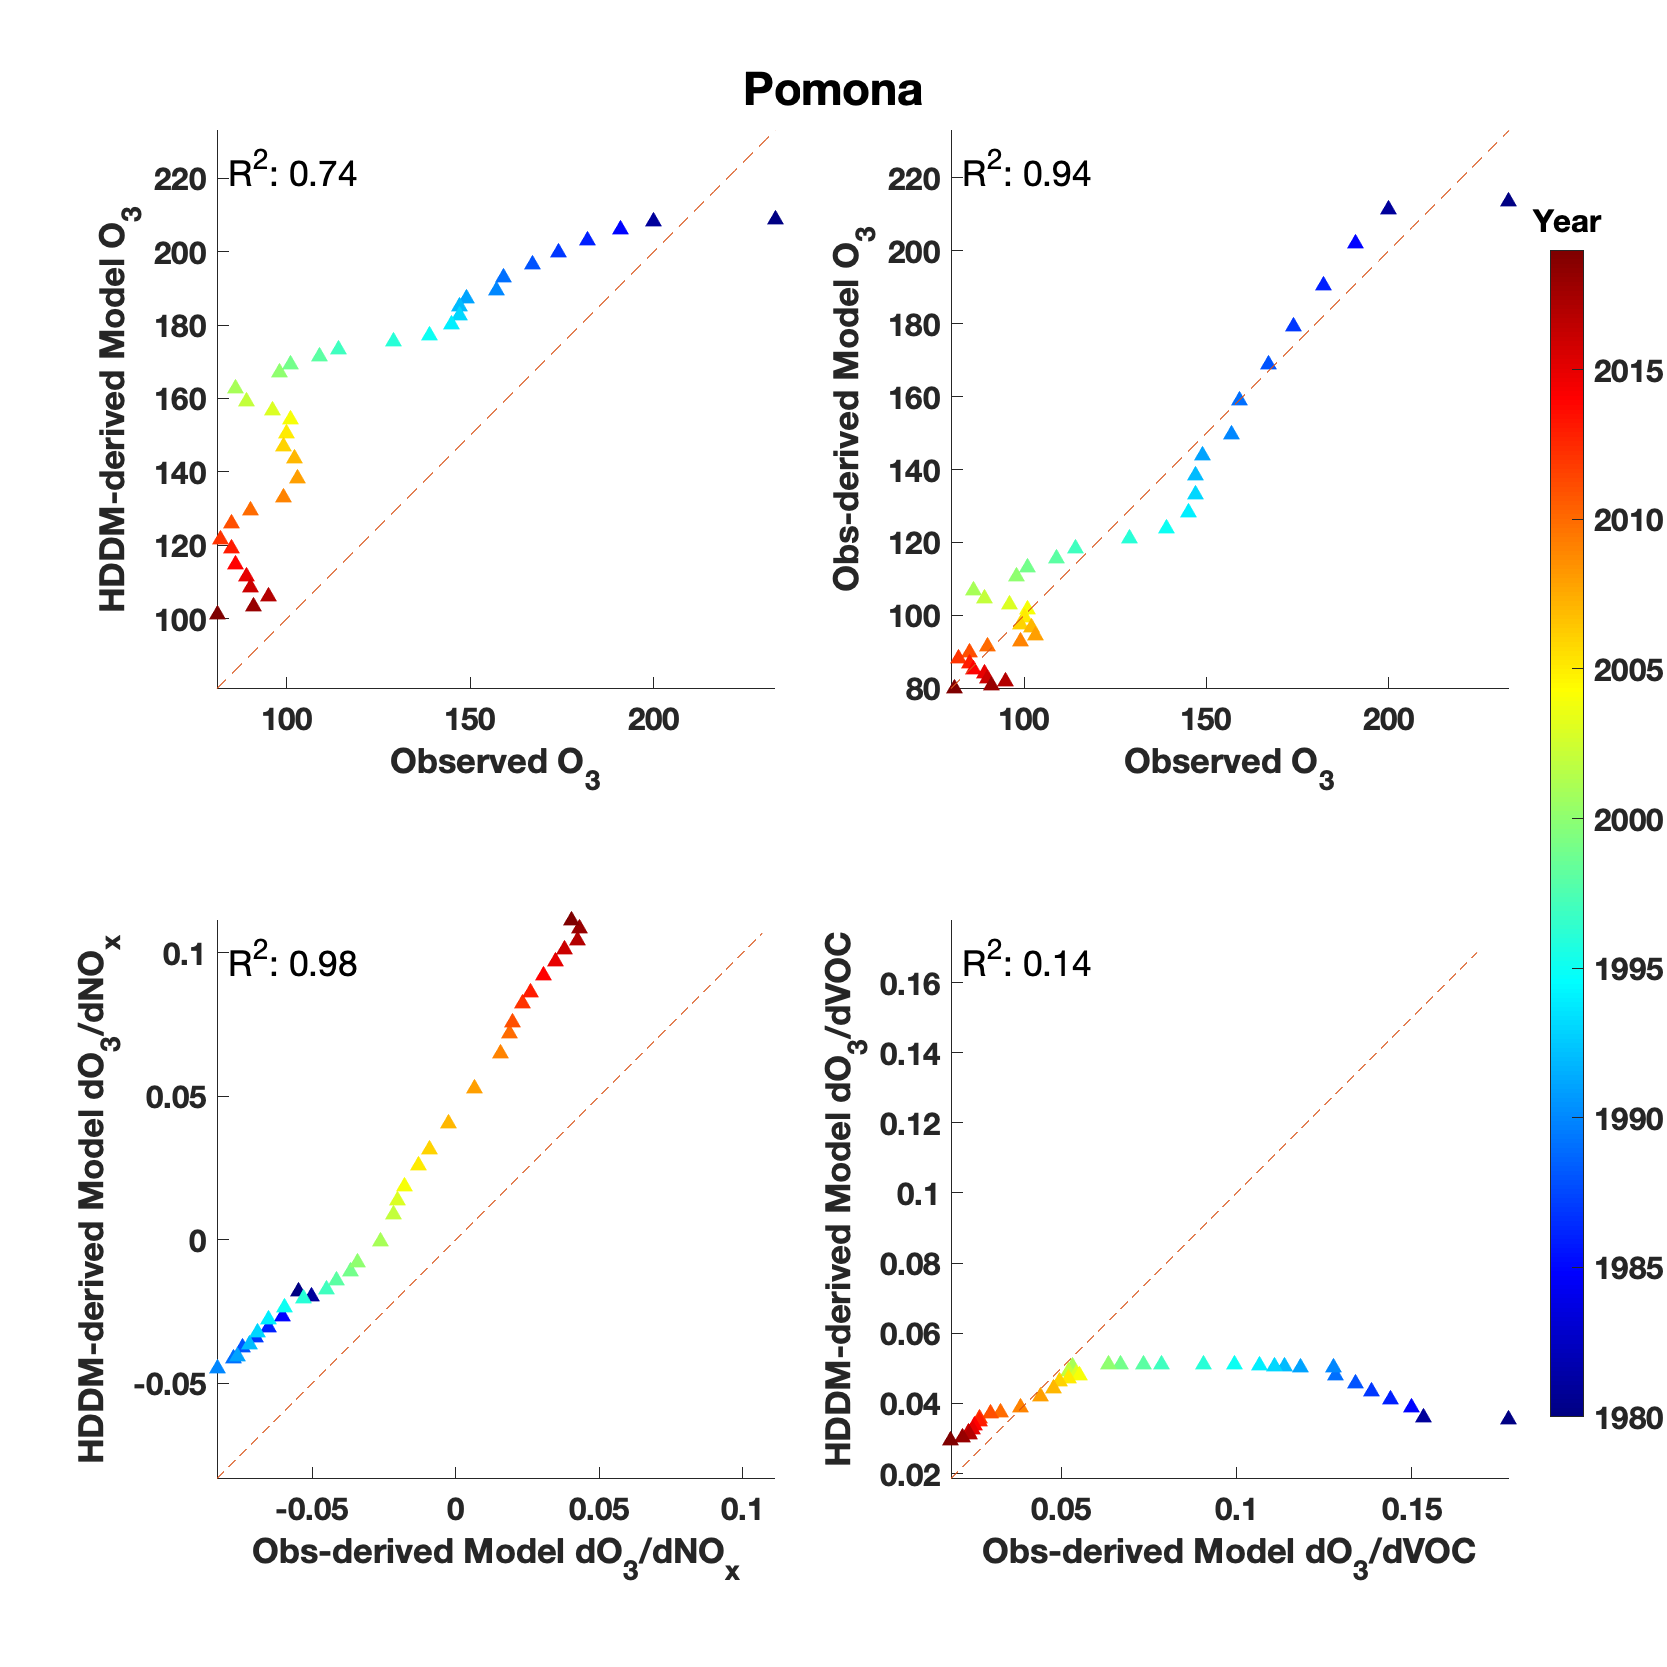 Pomona
R²: 0.74
HDDM-derived Model O₃
220
200
180
160
140
120
100
100 150 200
Observed O₃
R²: 0.94
Obs-derived Model O₃
220
200
180
160
140
120
100
80
100 150 200
Observed O₃
Year
2015
2010
2005
2000
1995
1990
1985
1980
R²: 0.98
HDDM-derived Model dO₃/dNOₓ
0.1
0.05
0
-0.05
-0.05 0 0.05 0.1
Obs-derived Model dO₃/dNOₓ
R²: 0.14
HDDM-derived Model dO₃/dVOC
0.16
0.14
0.12
0.1
0.08
0.06
0.04
0.02
0.05 0.1 0.15
Obs-derived Model dO₃/dVOC